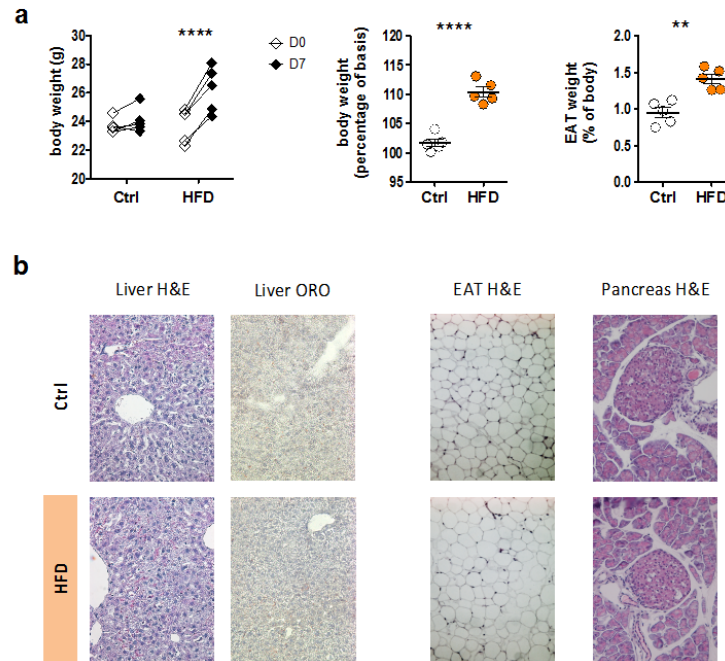 a
body weight (g)
28
26
24
22
20
Ctrl
HFD
****
D0
D7
body weight
(percentage of basis)
120
115
110
105
100
95
Ctrl
HFD
****
EAT weight
(% of body)
2.0
1.5
1.0
0.5
0.0
Ctrl
HFD
**
b
Liver H&E
Liver ORO
EAT H&E
Pancreas H&E
Ctrl
HFD